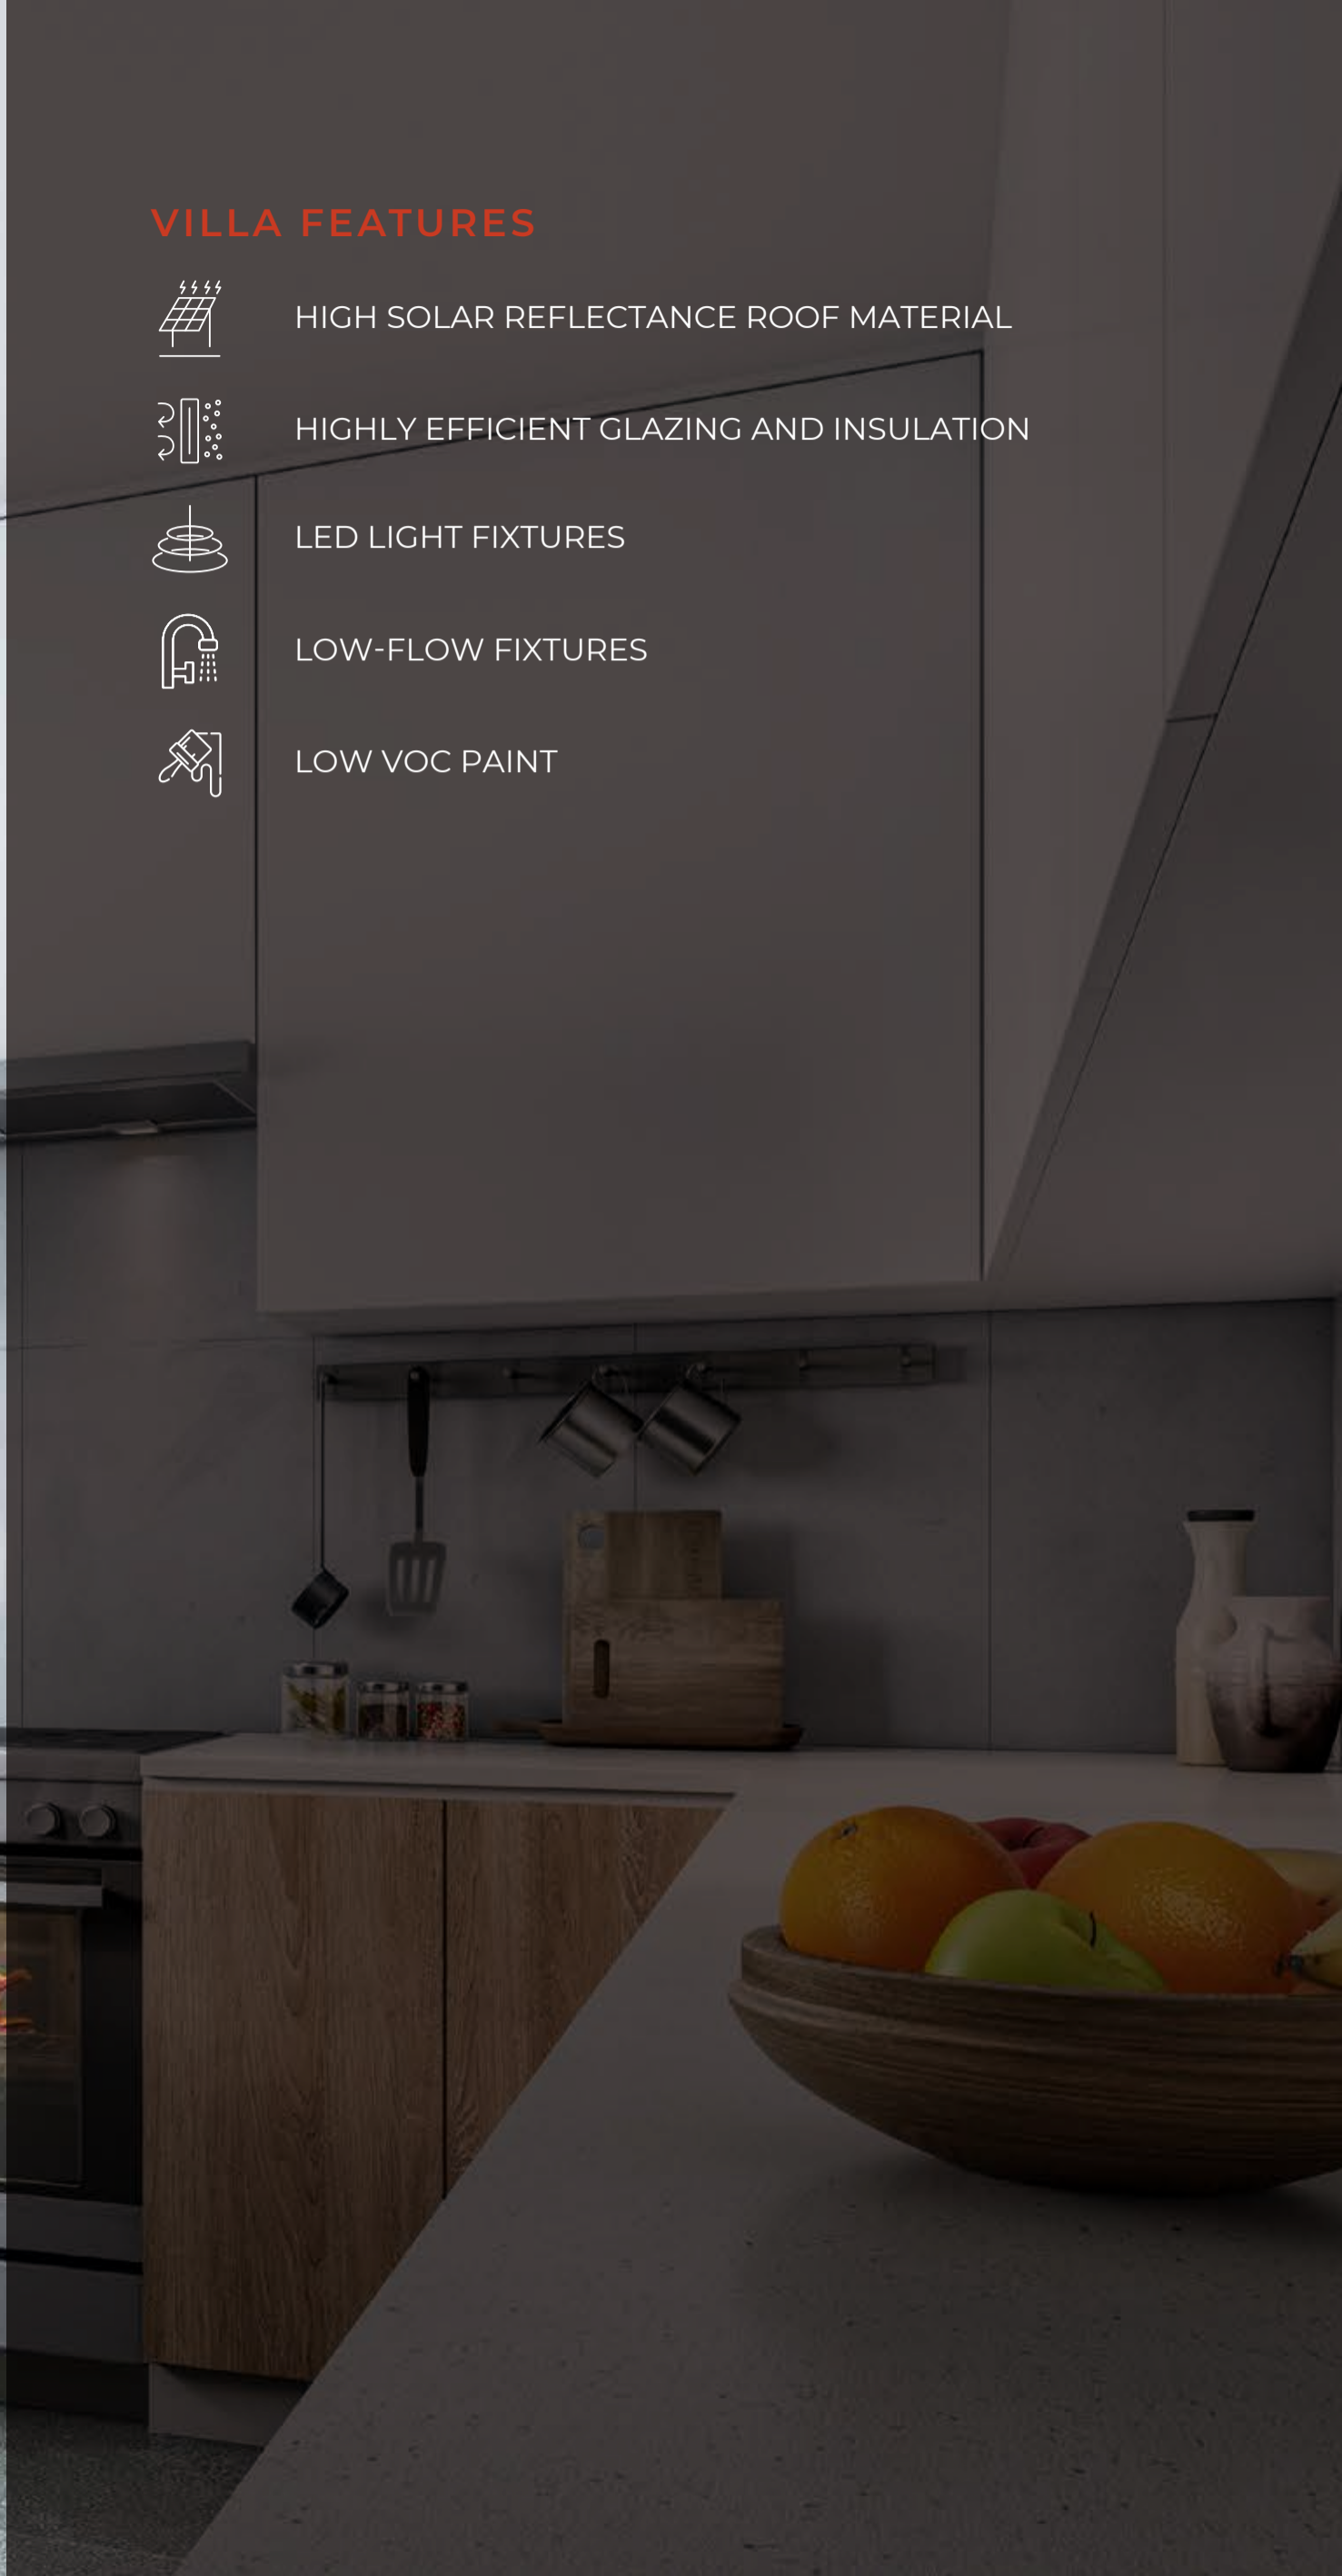 VILLA FEATURES
HIGH SOLAR REFLECTANCE ROOF MATERIAL
HIGHLY EFFICIENT GLAZING AND INSULATION
LED LIGHT FIXTURES
LOW-FLOW FIXTURES
LOW VOC PAINT